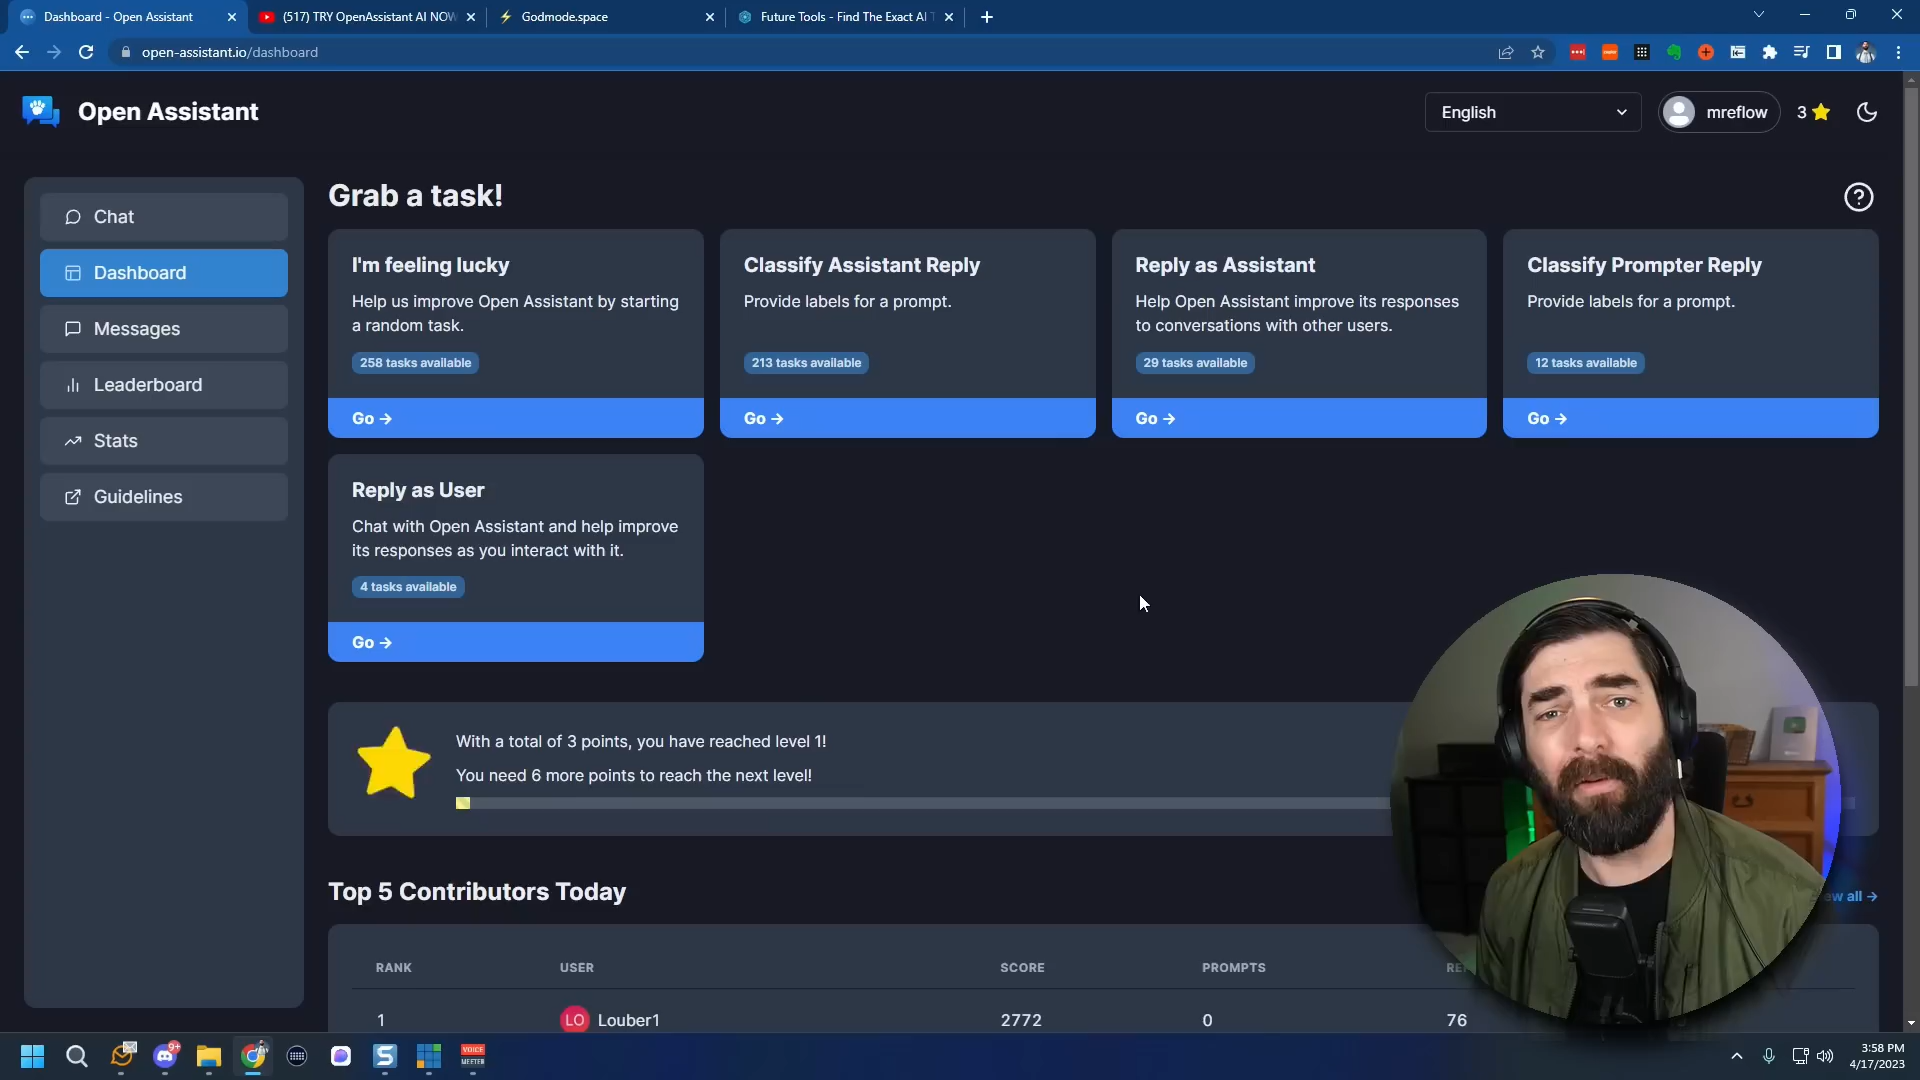 Dashboard - Open Assistant
(517) TRY OpenAssistant AI NOW
Godmode.space
Future Tools - Find The Exact AI T
open-assistant.io/dashboard
Open Assistant
English
mreflow
3
Chat
Dashboard
Messages
Leaderboard
Stats
Guidelines
Grab a task!
I'm feeling lucky
Help us improve Open Assistant by starting
a random task.
258 tasks available
Go →
Classify Assistant Reply
Provide labels for a prompt.
213 tasks available
Go →
Reply as Assistant
Help Open Assistant improve its responses
to conversations with other users.
29 tasks available
Go →
Classify Prompter Reply
Provide labels for a prompt.
12 tasks available
Go →
Reply as User
Chat with Open Assistant and help improve
its responses as you interact with it.
4 tasks available
Go →
With a total of 3 points, you have reached level 1!
You need 6 more points to reach the next level!
Top 5 Contributors Today
all →
RANK USER SCORE PROMPTS
1 LO Louber1 2772 0 76
9+
VOICE
MEETER
3:58 PM
4/17/2023